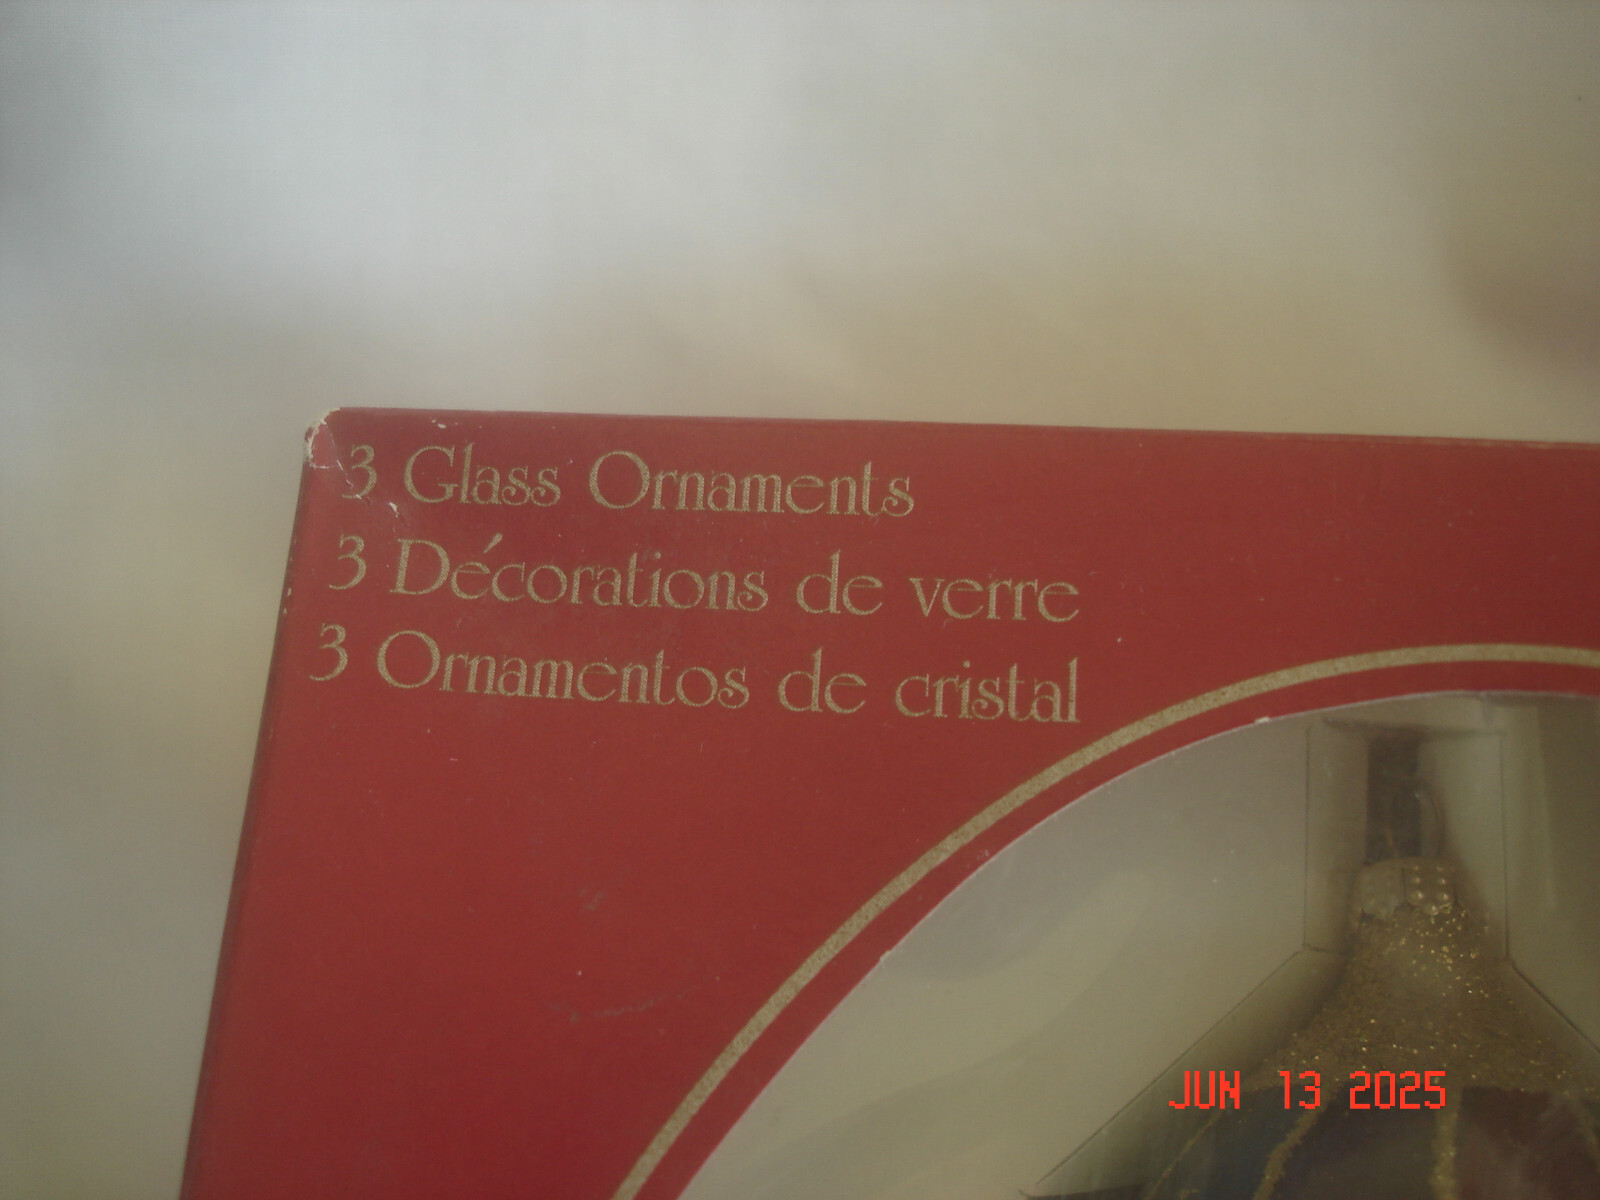 3 Glass Ornaments
3 Décorations de verre
3 Ornamentos de cristal
JUN 13 2025